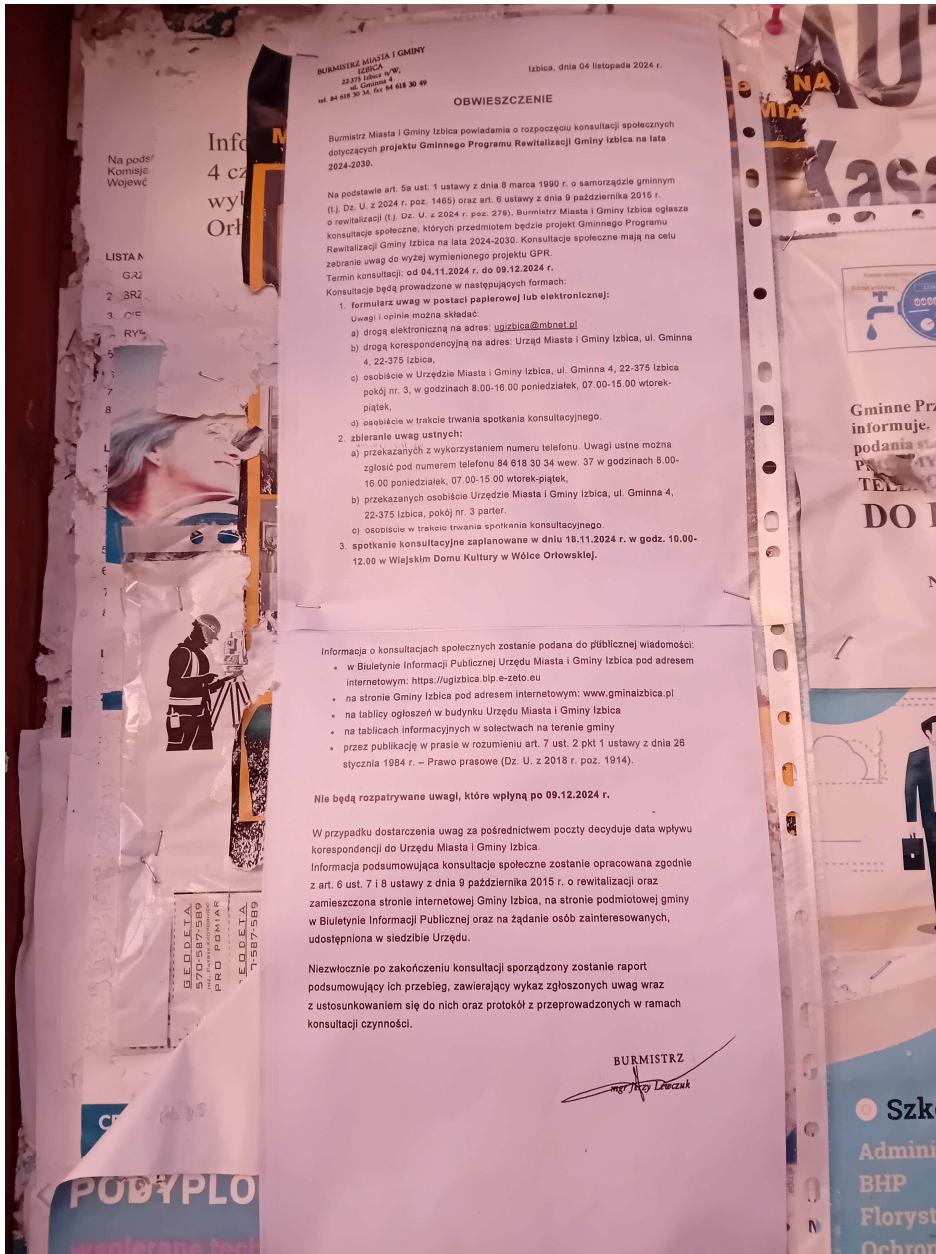 BURMISTRZ MIASTA I GMINY
IZBICA
22-375 Izbica n/W,
ul. Gminna 4
tel. 84 618 30 34, fax 84 618 30 49
Izbica, dnia 04 listopada 2024 r.
OBWIESZCZENIE
Burmistrz Miasta i Gminy Izbica powiadamia o rozpoczęciu konsultacji społecznych
dotyczących projektu Gminnego Programu Rewitalizacji Gminy Izbica na lata
2024-2030.
Na podstawie art. 5a ust. 1 ustawy z dnia 8 marca 1990 r. o samorządzie gminnym
(t.j. Dz. U. z 2024 r. poz. 1465) oraz art. 6 ustawy z dnia 9 października 2015 r.
o rewitalizacji (t.j. Dz. U. z 2024 r. poz. 278), Burmistrz Miasta i Gminy Izbica ogłasza
konsultacje społeczne, których przedmiotem będzie projekt Gminnego Programu
Rewitalizacji Gminy Izbica na lata 2024-2030. Konsultacje społeczne mają na celu
zebranie uwag do wyżej wymienionego projektu GPR.
Termin konsultacji: od 04.11.2024 r. do 09.12.2024 r.
Konsultacje będą prowadzone w następujących formach:
1. formularz uwag w postaci papierowej lub elektronicznej:
Uwagi i opinie można składać:
a) drogą elektroniczną na adres: ugizbica@mbnet.pl
b) drogą korespondencyjną na adres: Urząd Miasta i Gminy Izbica, ul. Gminna
4, 22-375 Izbica,
c) osobiście w Urzędzie Miasta i Gminy Izbica, ul. Gminna 4, 22-375 Izbica
pokój nr. 3, w godzinach 8.00-16.00 poniedziałek, 07.00-15.00 wtorek-
piątek,
d) osobiście w trakcie trwania spotkania konsultacyjnego.
2. zbieranie uwag ustnych:
a) przekazanych z wykorzystaniem numeru telefonu. Uwagi ustne można
zgłosić pod numerem telefonu 84 618 30 34 wew. 37 w godzinach 8.00-
16.00 poniedziałek, 07.00-15.00 wtorek-piątek,
b) przekazanych osobiście Urzędzie Miasta i Gminy Izbica, ul. Gminna 4,
22-375 Izbica, pokój nr. 3 parter.
c) osobiście w trakcie trwania spotkania konsultacyjnego.
3. spotkanie konsultacyjne zaplanowane w dniu 18.11.2024 r. w godz. 10.00-
12.00 w Wiejskim Domu Kultury w Wólce Orłowskiej.
Informacja o konsultacjach społecznych zostanie podana do publicznej wiadomości:
• w Biuletynie Informacji Publicznej Urzędu Miasta i Gminy Izbica pod adresem
internetowym: https://ugizbica.bip.e-zeto.eu
• na stronie Gminy Izbica pod adresem internetowym: www.gminaizbica.pl
• na tablicy ogłoszeń w budynku Urzędu Miasta i Gminy Izbica
• na tablicach informacyjnych w sołectwach na terenie gminy
• przez publikację w prasie w rozumieniu art. 7 ust. 2 pkt 1 ustawy z dnia 26
stycznia 1984 r. – Prawo prasowe (Dz. U. z 2018 r. poz. 1914).
Nie będą rozpatrywane uwagi, które wpłyną po 09.12.2024 r.
W przypadku dostarczenia uwag za pośrednictwem poczty decyduje data wpływu
korespondencji do Urzędu Miasta i Gminy Izbica.
Informacja podsumowująca konsultacje społeczne zostanie opracowana zgodnie
z art. 6 ust. 7 i 8 ustawy z dnia 9 października 2015 r. o rewitalizacji oraz
zamieszczona stronie internetowej Gminy Izbica, na stronie podmiotowej gminy
w Biuletynie Informacji Publicznej oraz na żądanie osób zainteresowanych,
udostępniona w siedzibie Urzędu.
Niezwłocznie po zakończeniu konsultacji sporządzony zostanie raport
podsumowujący ich przebieg, zawierający wykaz zgłoszonych uwag wraz
z ustosunkowaniem się do nich oraz protokół z przeprowadzonych w ramach
konsultacji czynności.
BURMISTRZ
mgr Jerzy Lewczuk
Info
4 cz
wyb
Orł
Na pods
Komisja
Wojewó
LISTA
GEODETA
570-587-589
PRO POMIAR
GEODETA
7-587-589
PODYPLO
AUT
NA
MIA
Kasa
Gminne Prz
informuje.
podania
DO
Szk
Admini
BHP
Floryst
Ochron